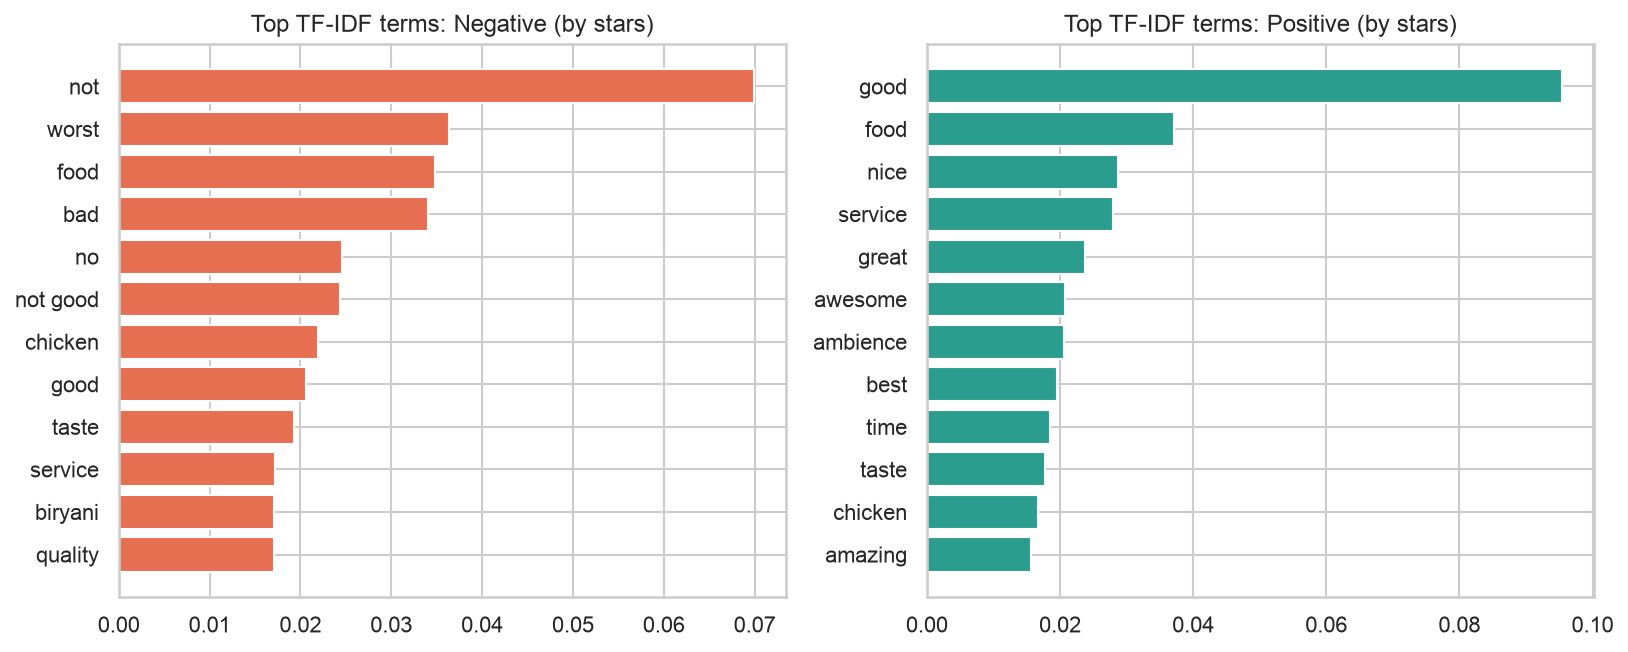 Top TF-IDF terms: Negative (by stars)
not
worst
food
bad
no
not good
chicken
good
taste
service
biryani
quality
0.00 0.01 0.02 0.03 0.04 0.05 0.06 0.07
Top TF-IDF terms: Positive (by stars)
good
food
nice
service
great
awesome
ambience
best
time
taste
chicken
amazing
0.00 0.02 0.04 0.06 0.08 0.10